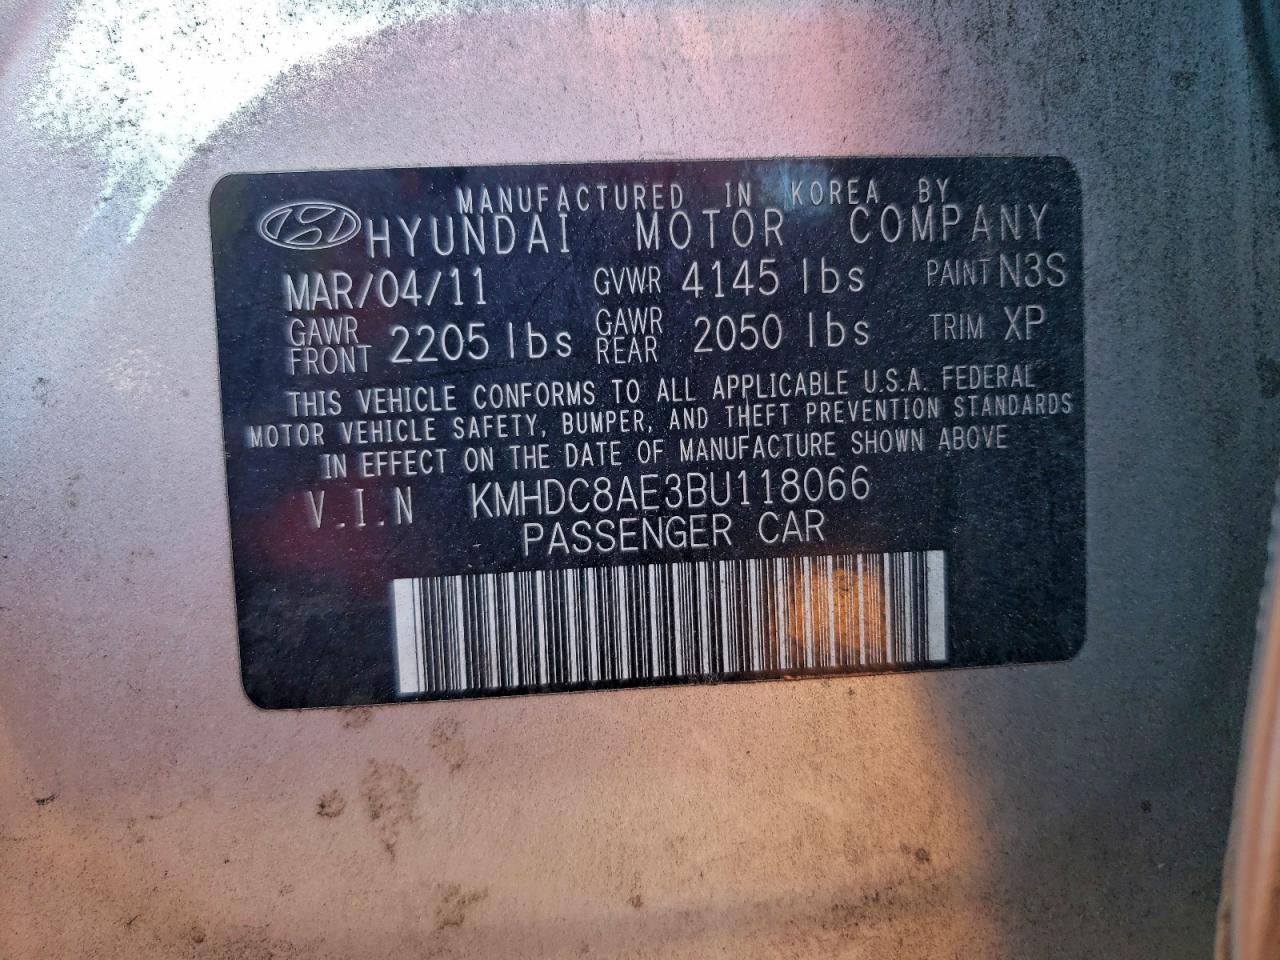 MANUFACTURED IN KOREA BY
HYUNDAI MOTOR COMPANY
MAR/04/11 GVWR 4145 lbs PAINT N3S
GAWR FRONT 2205 lbs GAWR REAR 2050 lbs TRIM XP
THIS VEHICLE CONFORMS TO ALL APPLICABLE U.S.A. FEDERAL
MOTOR VEHICLE SAFETY, BUMPER, AND THEFT PREVENTION STANDARDS
IN EFFECT ON THE DATE OF MANUFACTURE SHOWN ABOVE
V.I.N KMHDC8AE3BU118066
PASSENGER CAR